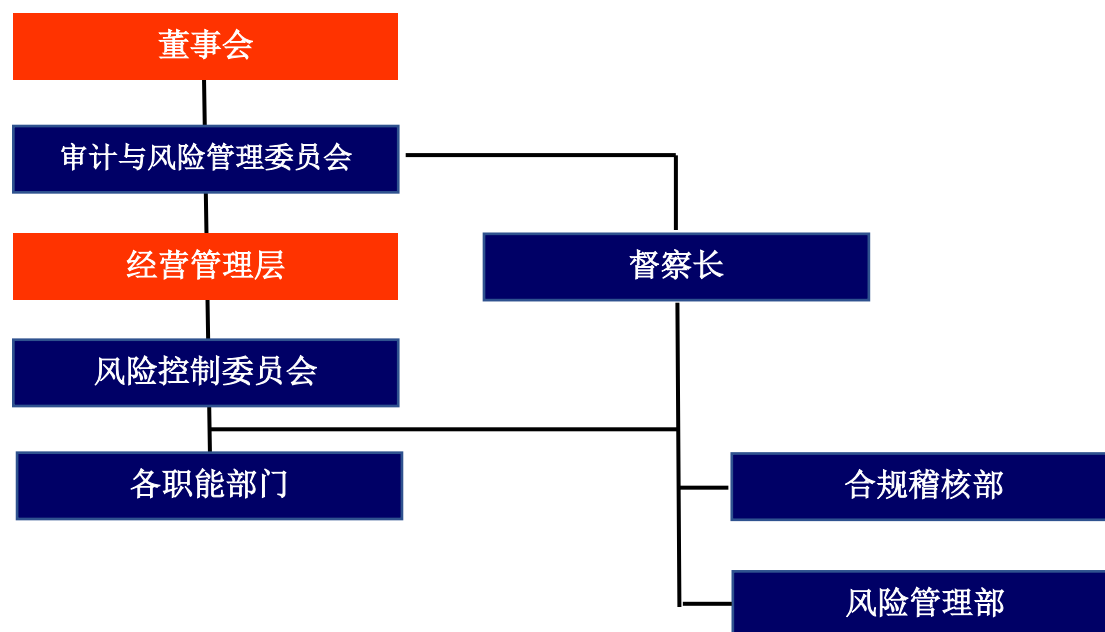 董事会
审计与风险管理委员会
经营管理层
督察长
风险控制委员会
各职能部门
合规稽核部
风险管理部